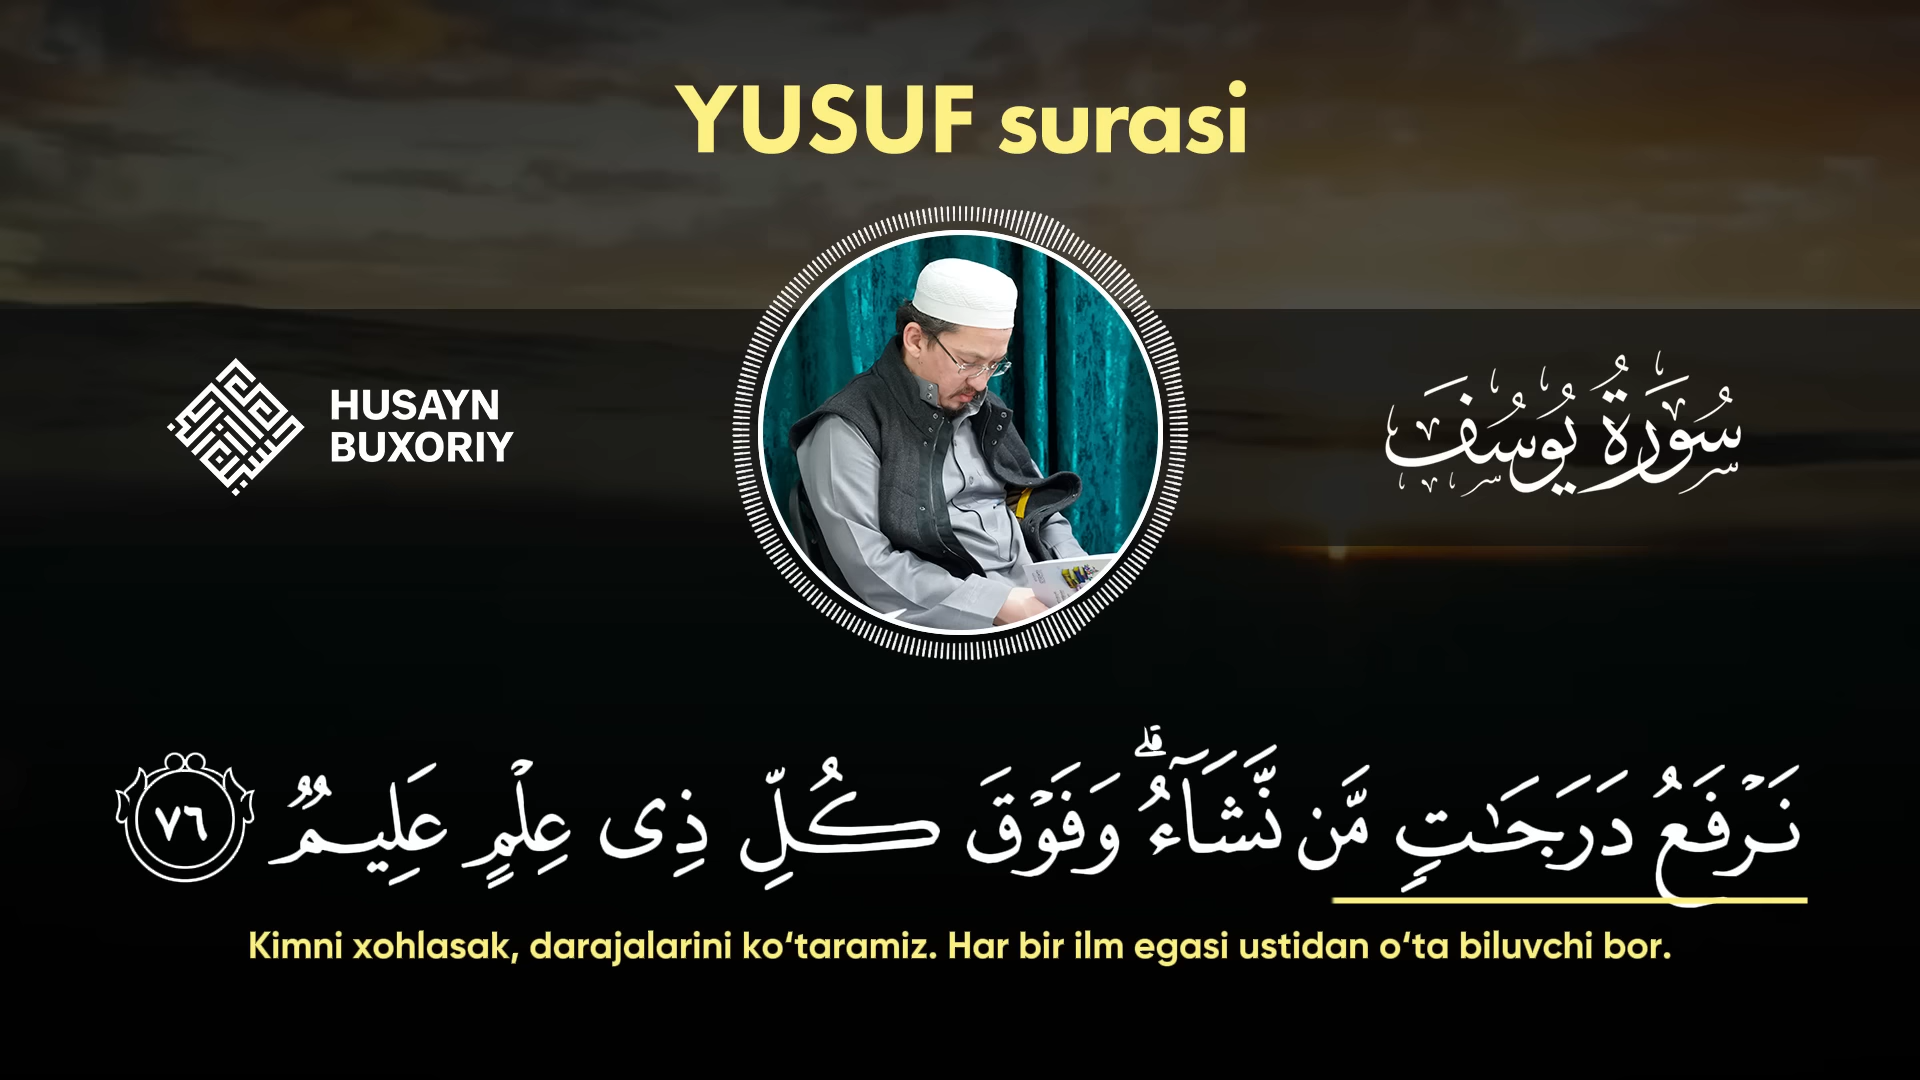 YUSUF surasi
HUSAYN
BUXORIY
سُورَةُ يُوسُفَ
نَرْفَعُ دَرَجَٰتٍ مَّن نَّشَآءُ ۗ وَفَوْقَ كُلِّ ذِى عِلْمٍ عَلِيمٌ ٧٦
Kimni xohlasak, darajalarini ko‘taramiz. Har bir ilm egasi ustidan o‘ta biluvchi bor.